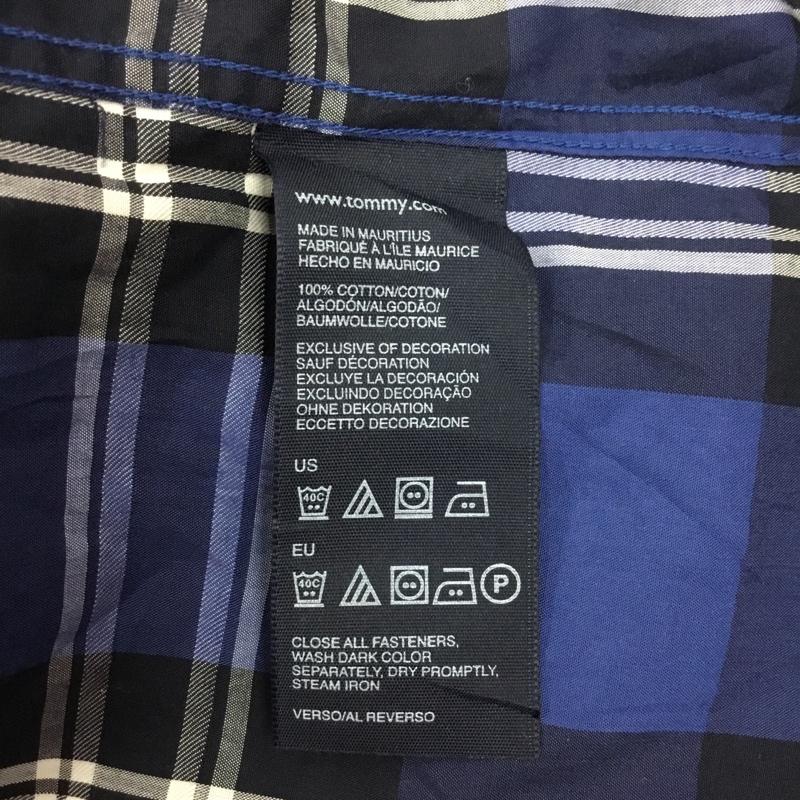 www.tommy.com
MADE IN MAURITIUS
FABRIQUÉ À L'ÎLE MAURICE
HECHO EN MAURICIO
100% COTTON/COTON/
ALGODÓN/ALGODÃO/
BAUMWOLLE/COTONE
EXCLUSIVE OF DECORATION
SAUF DÉCORATION
EXCLUYE LA DECORACIÓN
EXCLUINDO DECORAÇÃO
OHNE DEKORATION
ECCETTO DECORAZIONE
US
40C
EU
40C P
CLOSE ALL FASTENERS,
WASH DARK COLOR
SEPARATELY, DRY PROMPTLY,
STEAM IRON
VERSO/AL REVERSO